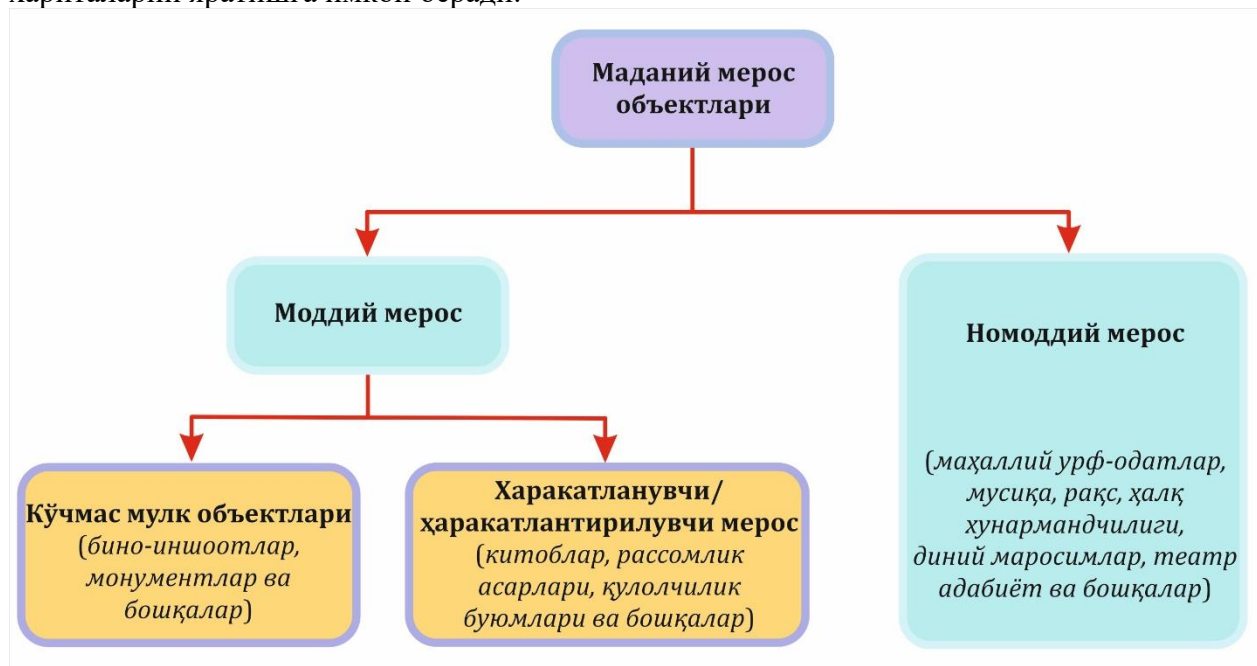 Маданий мерос
объектлари
Моддий мерос
Номоддий мерос
(маҳаллий урф-одатлар,
мусиқа, рақс, ҳалқ
хунармандчилиги,
диний маросимлар, театр
адабиёт ва бошқалар)
Кўчмас мулк объектлари
(бино-иншоотлар,
монументлар ва
бошқалар)
Харакатланувчи/
ҳаракатлантирилувчи мерос
(китоблар, рассомлик
асарлари, қулолчилик
буюмлари ва бошқалар)